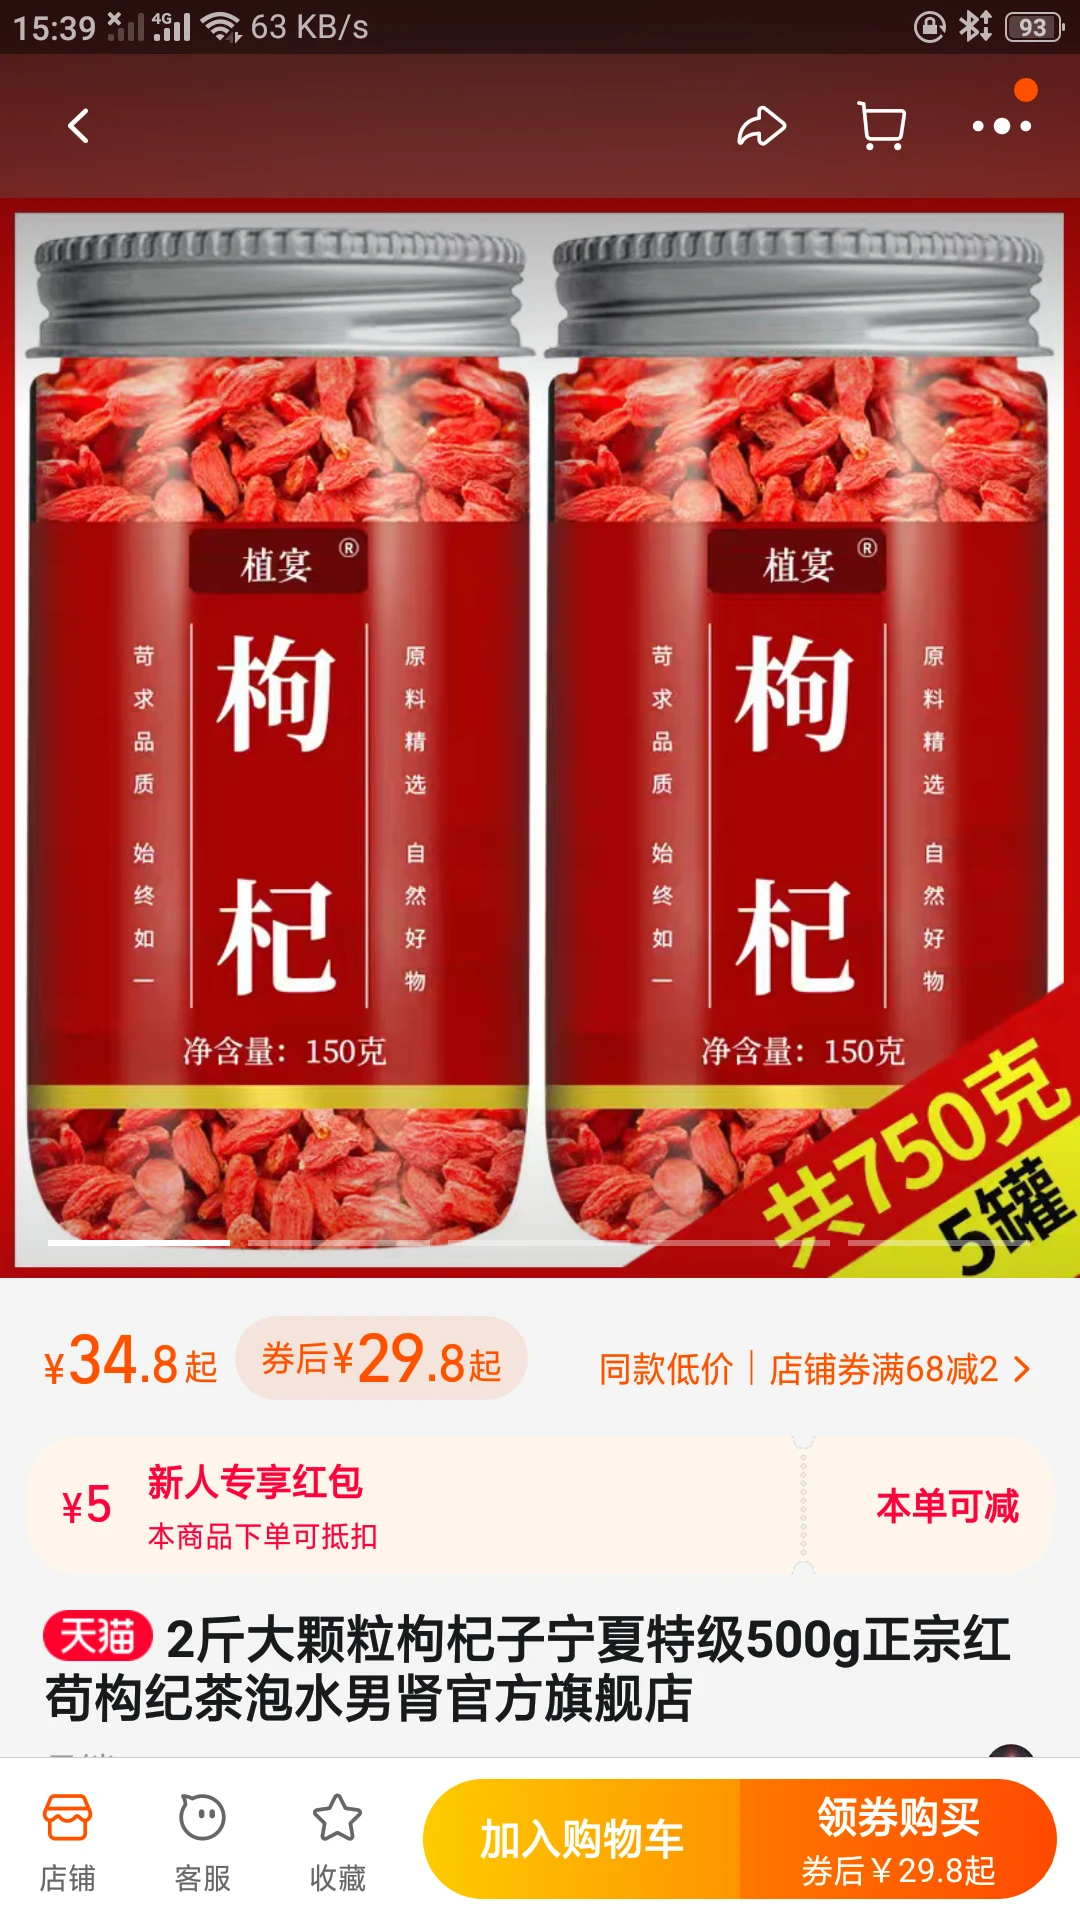 15:39 4G 63 KB/s 93
植宴® 植宴®
枸杞 枸杞
苛求品质 始终如一 苛求品质 始终如一
原料精选 自然好物 原料精选 自然好物
净含量：150克 净含量：150克
共750克
5罐
¥34.8起 券后¥29.8起 同款低价｜店铺券满68减2
¥5 新人专享红包 本单可减
本商品下单可抵扣
天猫 2斤大颗粒枸杞子宁夏特级500g正宗红
苟构纪茶泡水男肾官方旗舰店
加入购物车 领券购买
券后￥29.8起
店铺 客服 收藏